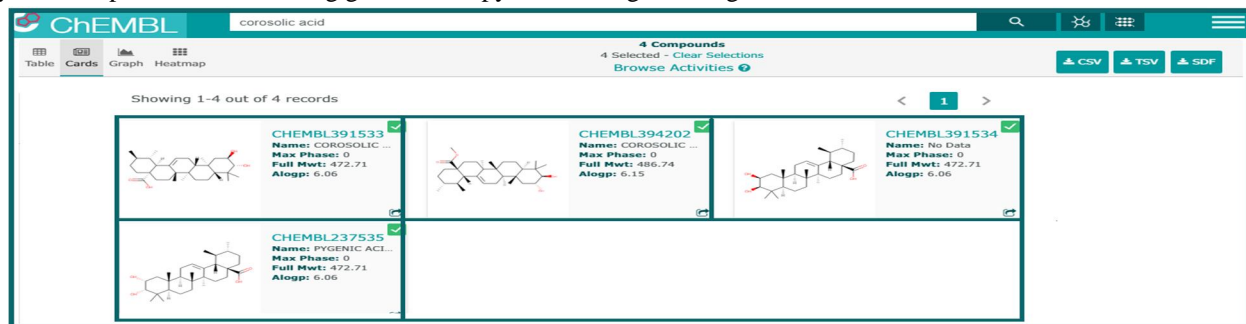 ChEMBL
corosolic acid
Table Cards Graph Heatmap
4 Compounds
4 Selected - Clear Selections
Browse Activities
CSV TSV SDF
Showing 1-4 out of 4 records
< 1 >
CHEMBL391533
Name: COROSOLIC ...
Max Phase: 0
Full Mwt: 472.71
Alogp: 6.06
CHEMBL394202
Name: COROSOLIC ...
Max Phase: 0
Full Mwt: 486.74
Alogp: 6.15
CHEMBL391534
Name: No Data
Max Phase: 0
Full Mwt: 472.71
Alogp: 6.06
CHEMBL237535
Name: PYGENIC ACI...
Max Phase: 0
Full Mwt: 472.71
Alogp: 6.06